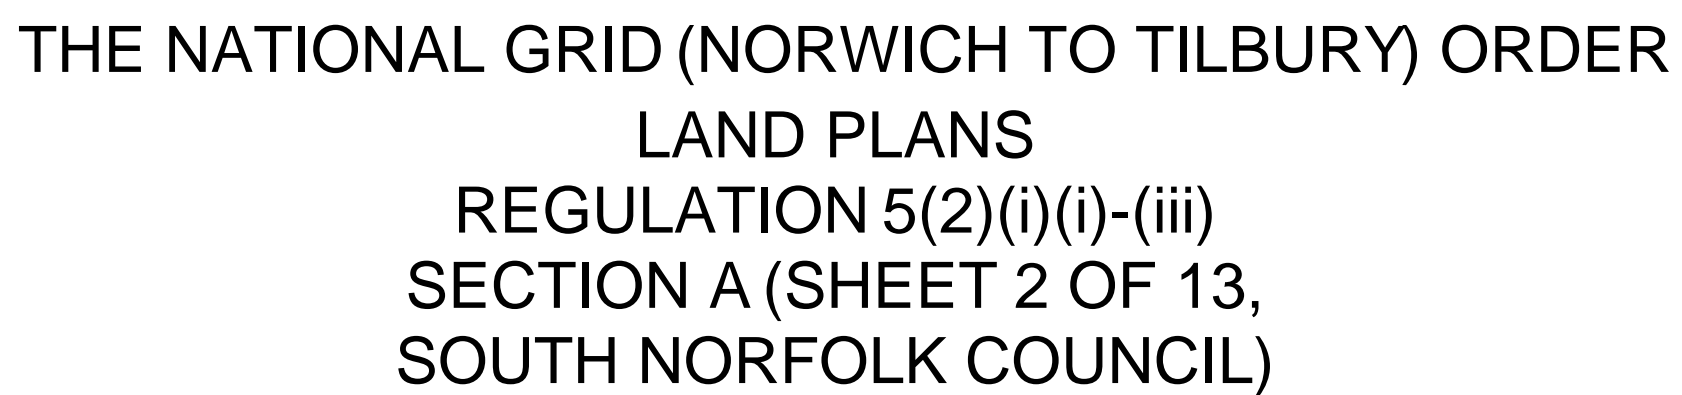 THE NATIONAL GRID (NORWICH TO TILBURY) ORDER
LAND PLANS
REGULATION 5(2)(i)(i)-(iii)
SECTION A (SHEET 2 OF 13,
SOUTH NORFOLK COUNCIL)